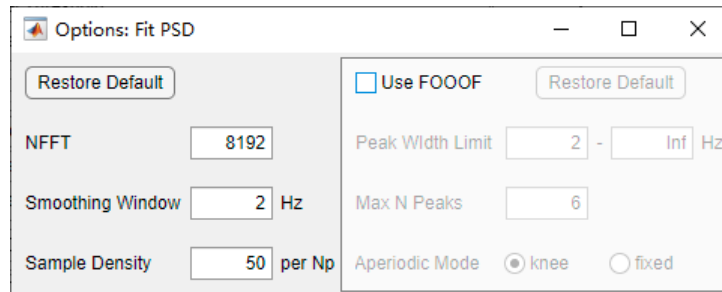 Options: Fit PSD
Restore Default
Use FOOOF
Restore Default
NFFT 8192
Peak WIdth Limit 2 - Inf Hz
Smoothing Window 2 Hz
Max N Peaks 6
Sample Density 50 per Np
Aperiodic Mode knee fixed